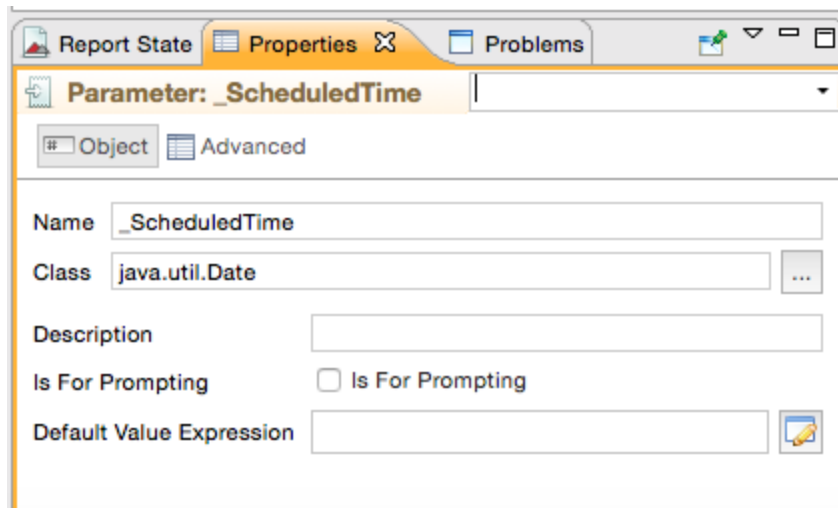 Report State Properties Problems
Parameter: _ScheduledTime
# Object Advanced
Name _ScheduledTime
Class java.util.Date ...
Description
Is For Prompting Is For Prompting
Default Value Expression